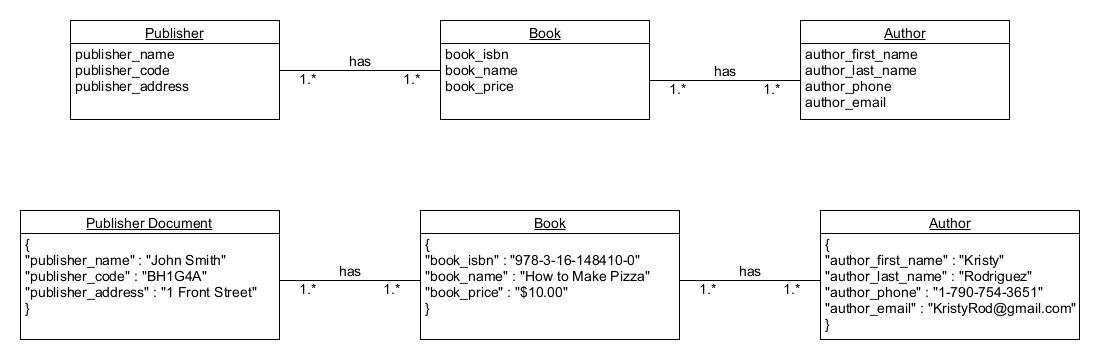 Publisher
publisher_name
publisher_code
publisher_address
has
1.*
1.*
Book
book_isbn
book_name
book_price
has
1.*
1.*
Author
author_first_name
author_last_name
author_phone
author_email
Publisher Document
{
"publisher_name" : "John Smith"
"publisher_code" : "BH1G4A"
"publisher_address" : "1 Front Street"
}
has
1.*
1.*
Book
{
"book_isbn" : "978-3-16-148410-0"
"book_name" : "How to Make Pizza"
"book_price" : "$10.00"
}
has
1.*
1.*
Author
{
"author_first_name" : "Kristy"
"author_last_name" : "Rodriguez"
"author_phone" : "1-790-754-3651"
"author_email" : "KristyRod@gmail.com"
}